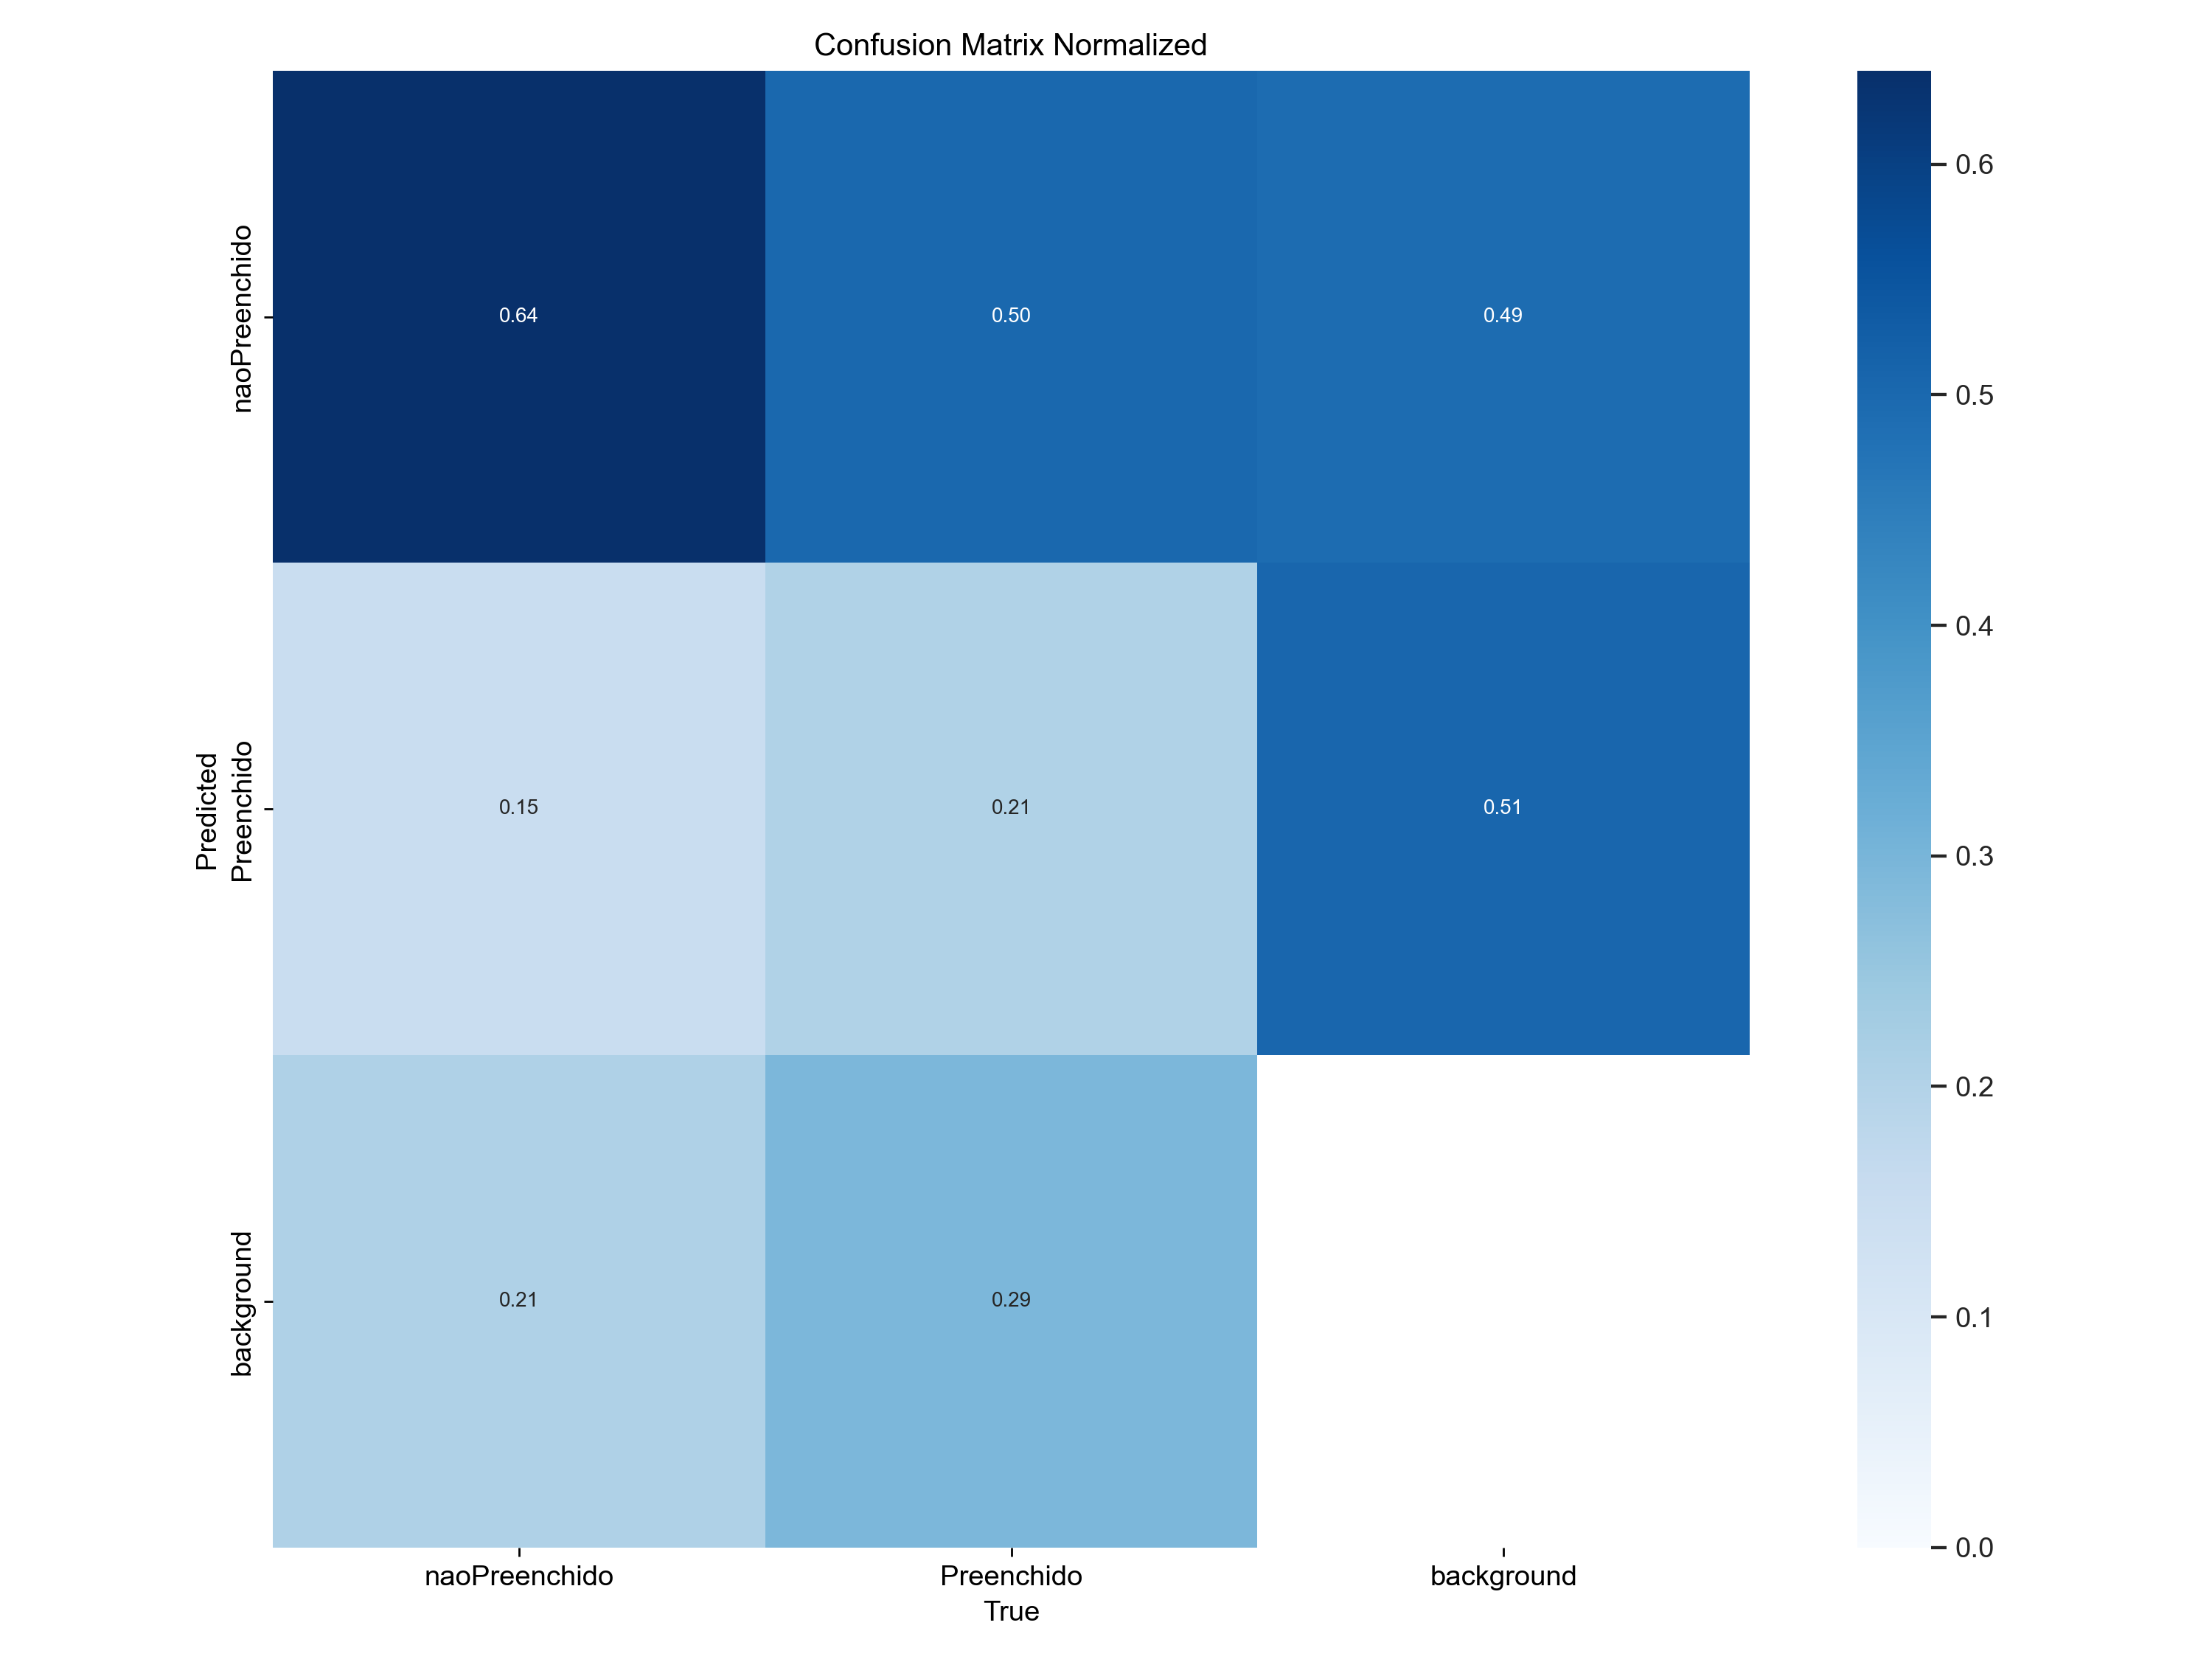 Confusion Matrix Normalized
naoPreenchido
0.64
0.50
0.49
Predicted
Preenchido
0.15
0.21
0.51
background
0.21
0.29
naoPreenchido
Preenchido
background
True
0.6
0.5
0.4
0.3
0.2
0.1
0.0